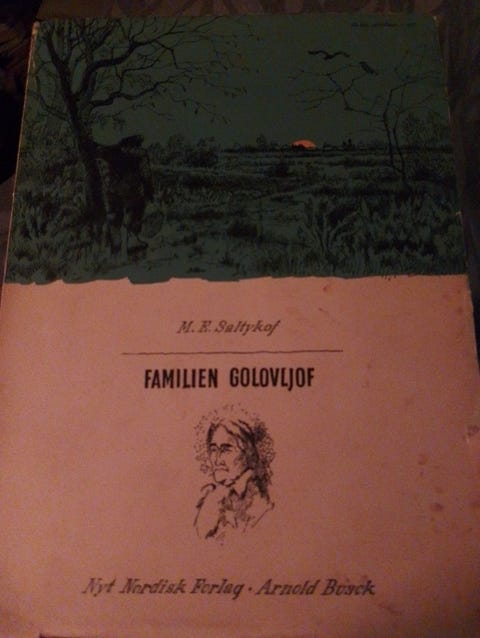 M. E. Saltykof
FAMILIEN GOLOVLJOF
Nyt Nordisk Forlag · Arnold Busck